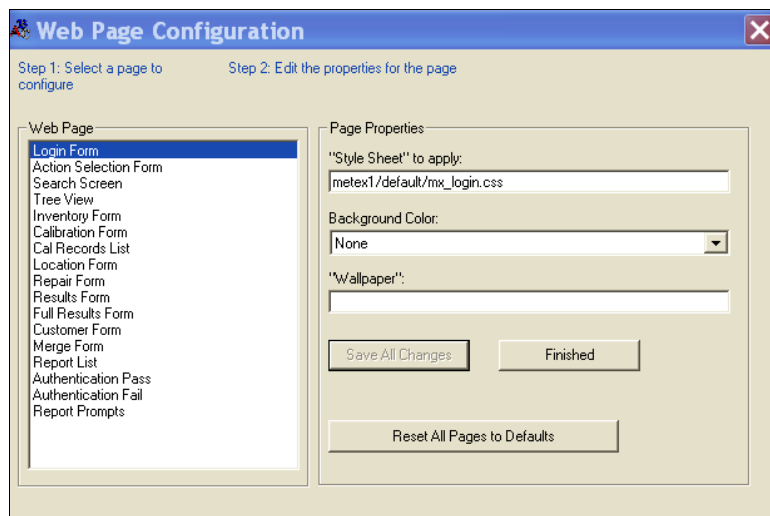 Web Page Configuration
Step 1: Select a page to
configure
Step 2: Edit the properties for the page
Web Page
Login Form
Action Selection Form
Search Screen
Tree View
Inventory Form
Calibration Form
Cal Records List
Location Form
Repair Form
Results Form
Full Results Form
Customer Form
Merge Form
Report List
Authentication Pass
Authentication Fail
Report Prompts
Page Properties
"Style Sheet" to apply:
metex1/default/mx_login.css
Background Color:
None
"Wallpaper":
Save All Changes
Finished
Reset All Pages to Defaults